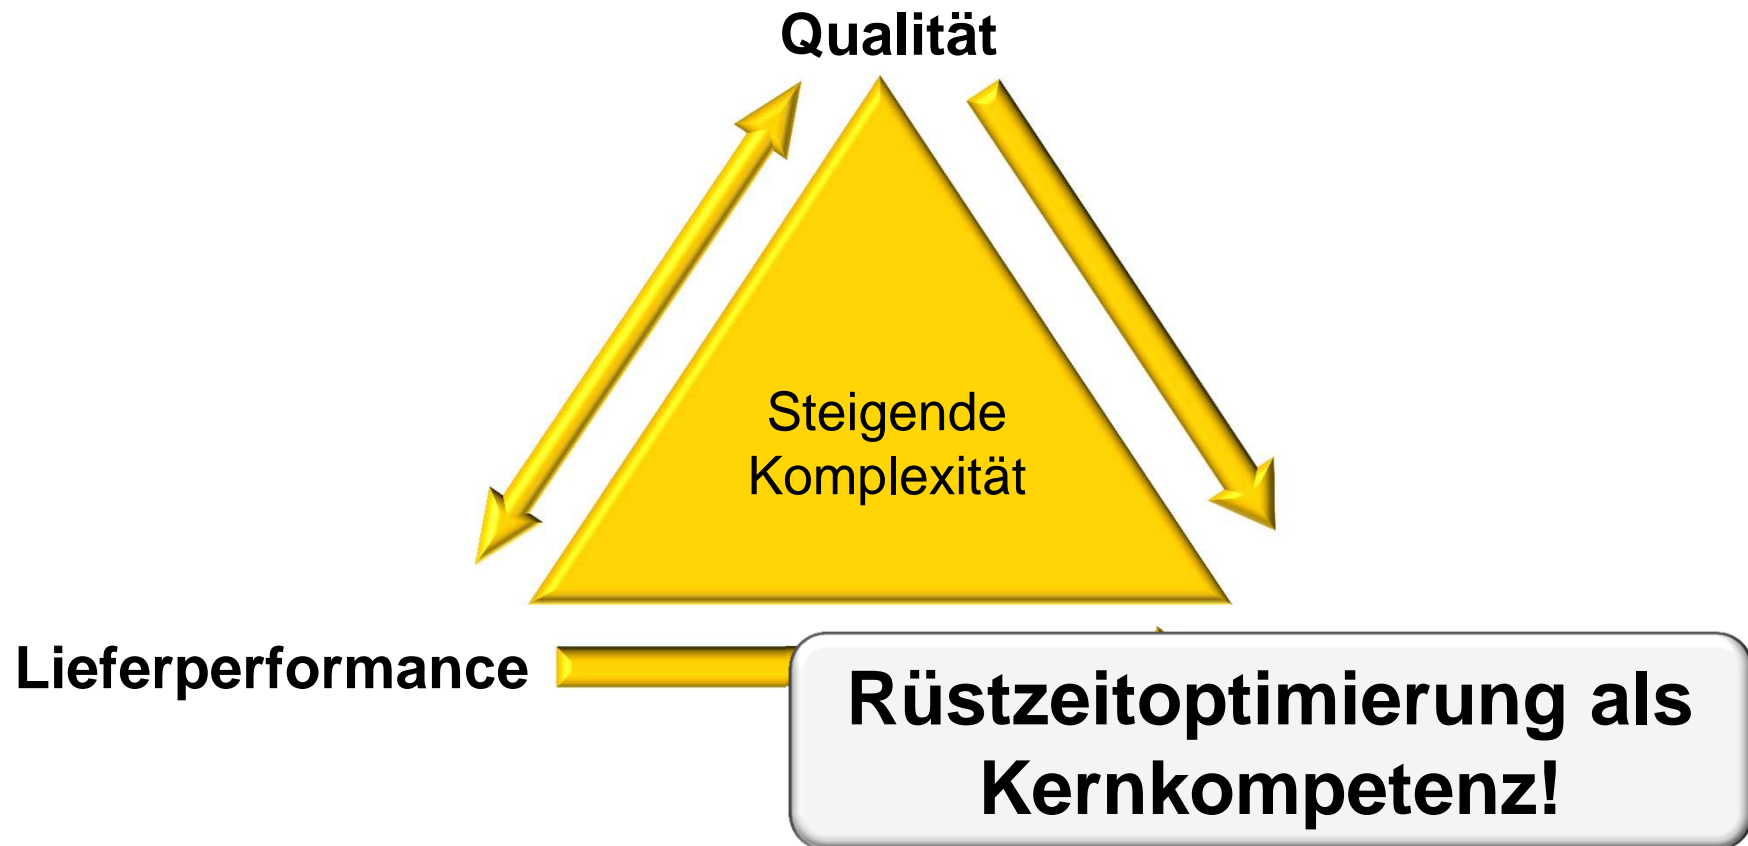 Qualität
Steigende
Komplexität
Lieferperformance
Rüstzeitoptimierung als
Kernkompetenz!